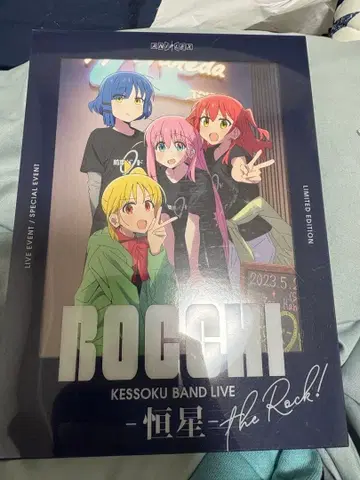 ANIPLEX
LIVE EVENT / SPECIAL EVENT
LIMITED EDITION
2023.5.
BOCCHI
KESSOKU BAND LIVE
-恒星-
the Rock!